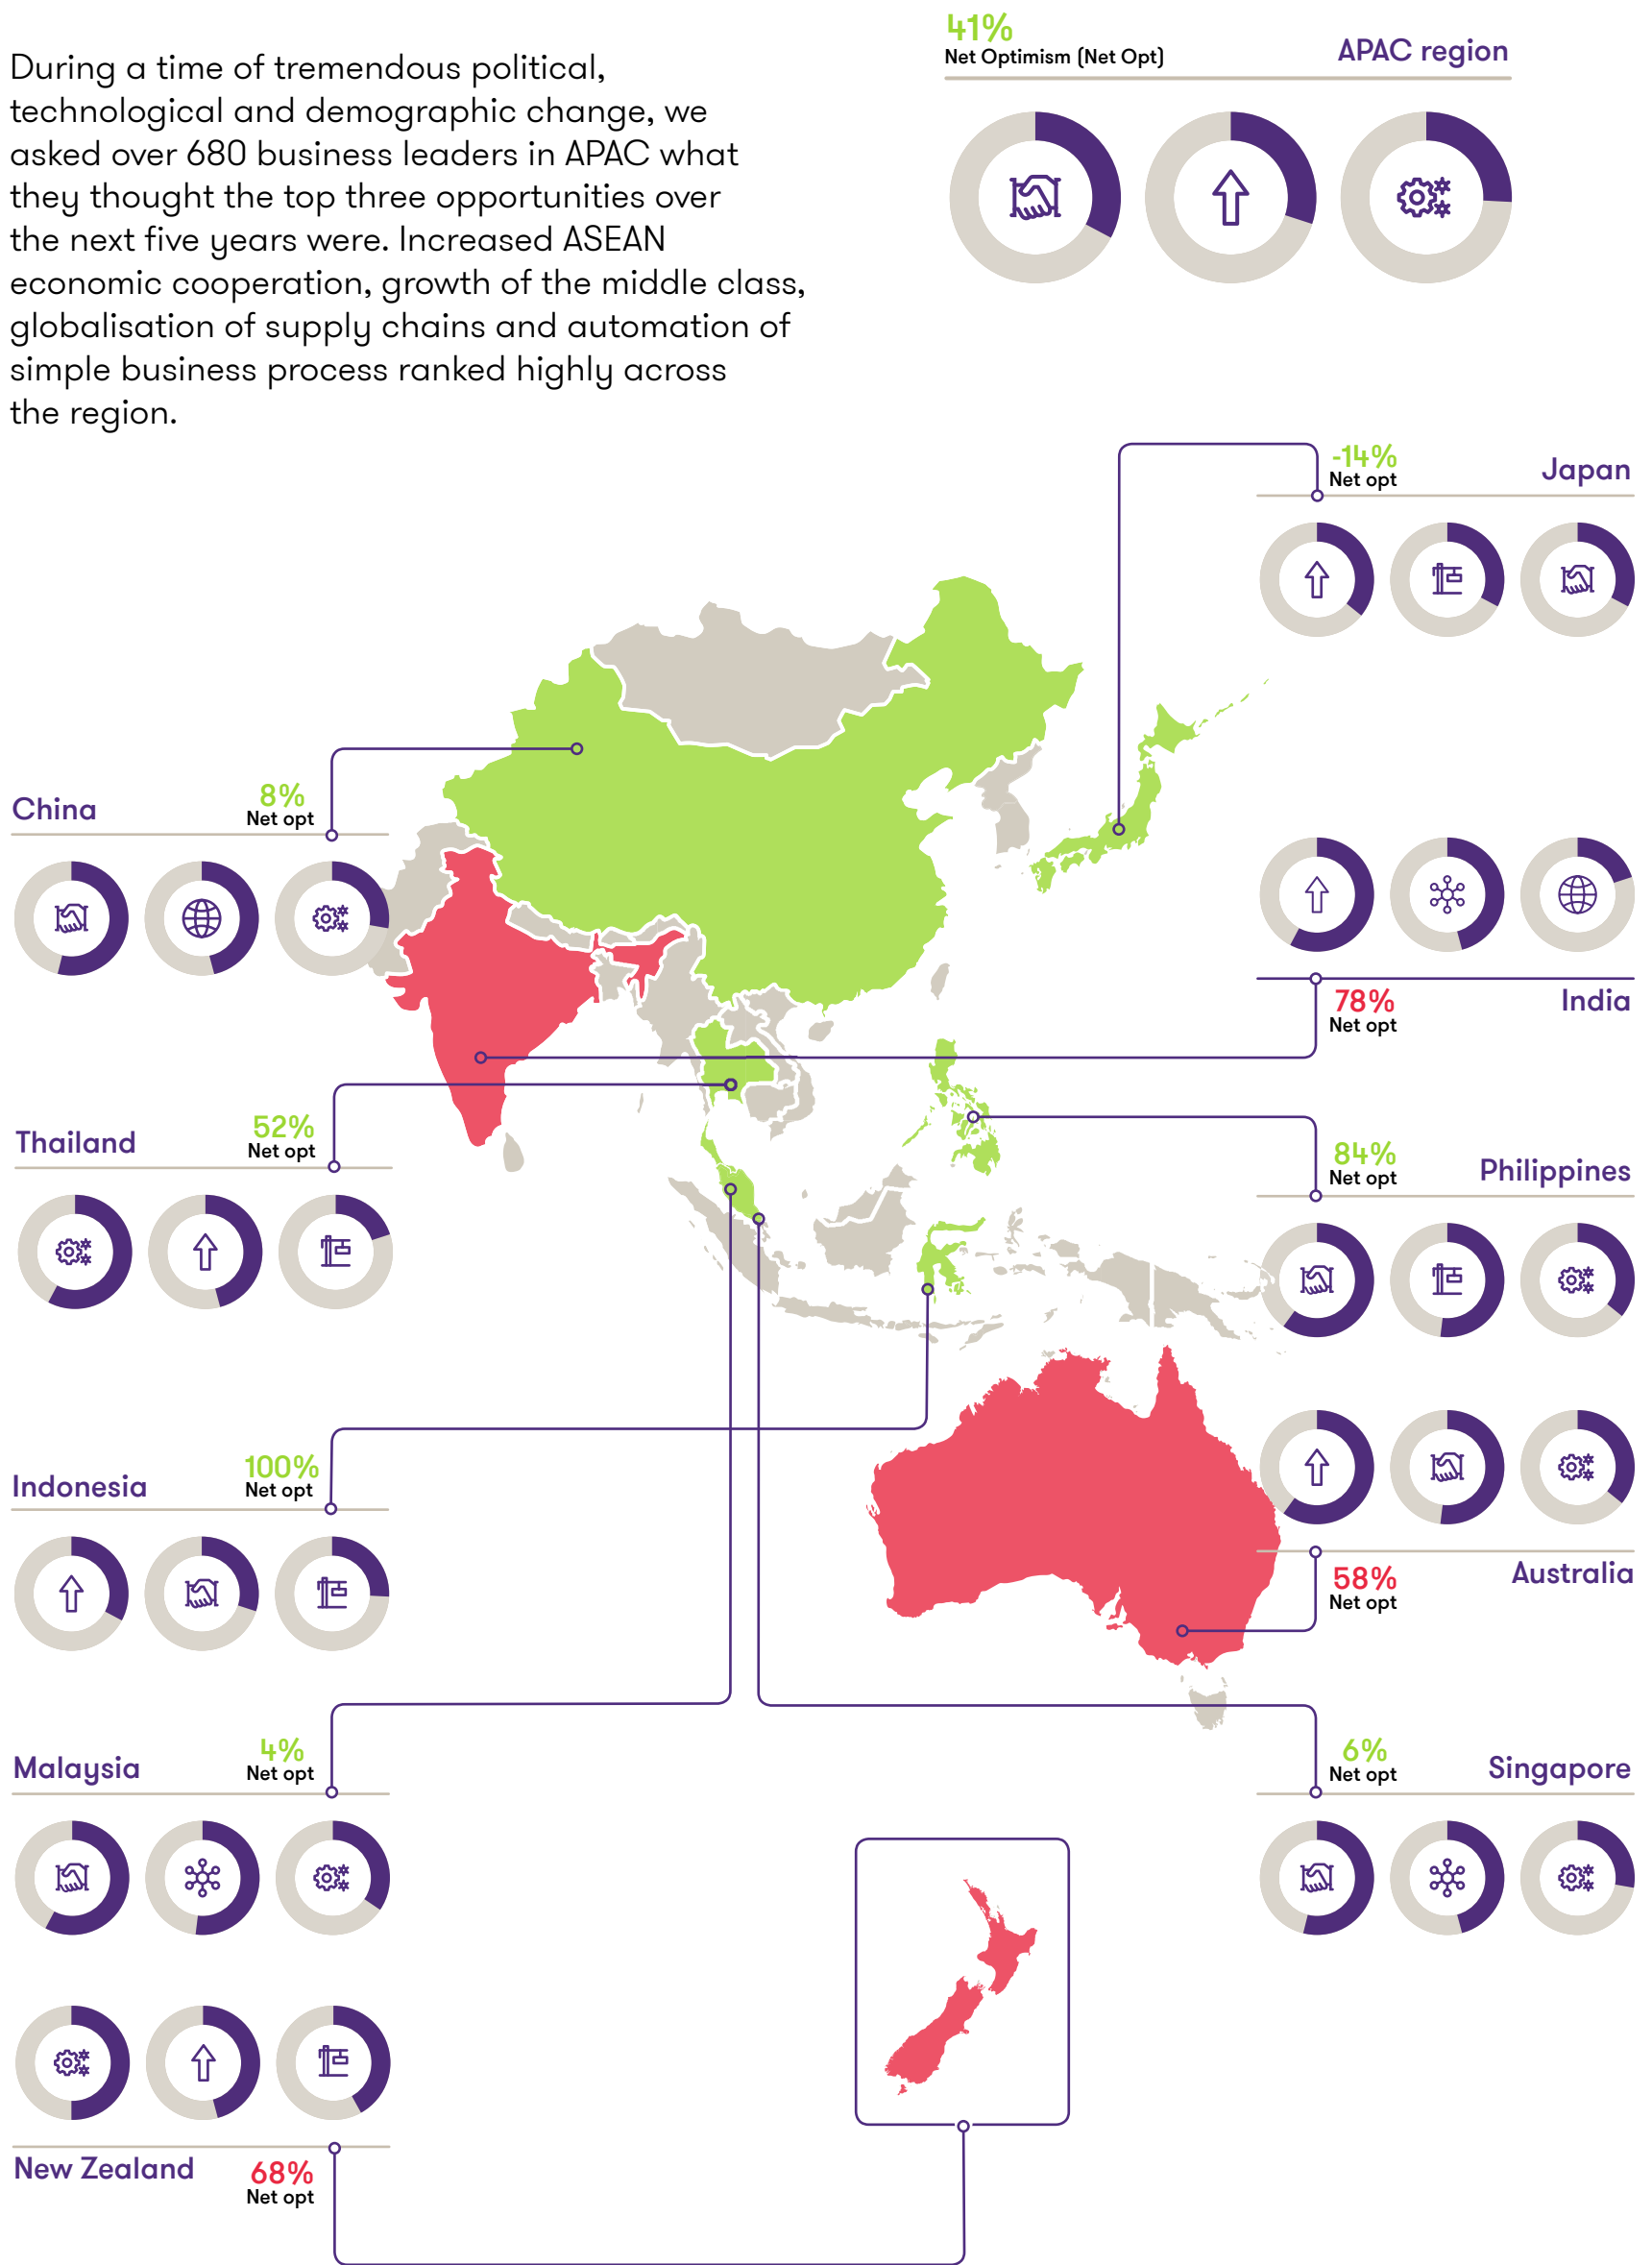 During a time of tremendous political,
technological and demographic change, we
asked over 680 business leaders in APAC what
they thought the top three opportunities over
the next five years were. Increased ASEAN
economic cooperation, growth of the middle class,
globalisation of supply chains and automation of
simple business process ranked highly across
the region.
41%
Net Optimism (Net Opt)
APAC region
-14%
Net opt
Japan
China
8%
Net opt
78%
Net opt
India
Thailand
52%
Net opt
84%
Net opt
Philippines
Indonesia
100%
Net opt
58%
Net opt
Australia
Malaysia
4%
Net opt
6%
Net opt
Singapore
New Zealand
68%
Net opt